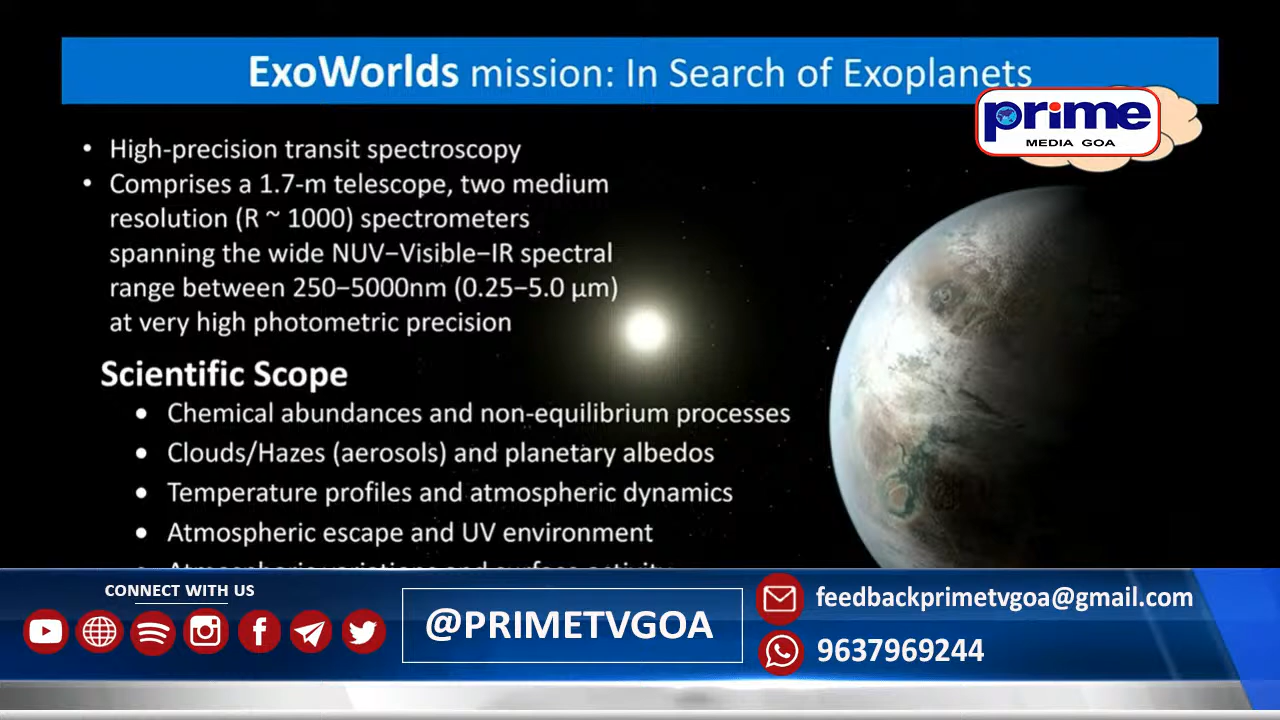 ExoWorlds mission: In Search of Exoplanets
prime
MEDIA GOA
• High-precision transit spectroscopy
• Comprises a 1.7-m telescope, two medium
resolution (R ~ 1000) spectrometers
spanning the wide NUV–Visible–IR spectral
range between 250–5000nm (0.25–5.0 µm)
at very high photometric precision
Scientific Scope
• Chemical abundances and non-equilibrium processes
• Clouds/Hazes (aerosols) and planetary albedos
• Temperature profiles and atmospheric dynamics
• Atmospheric escape and UV environment
CONNECT WITH US
@PRIMETVGOA
feedbackprimetvgoa@gmail.com
9637969244